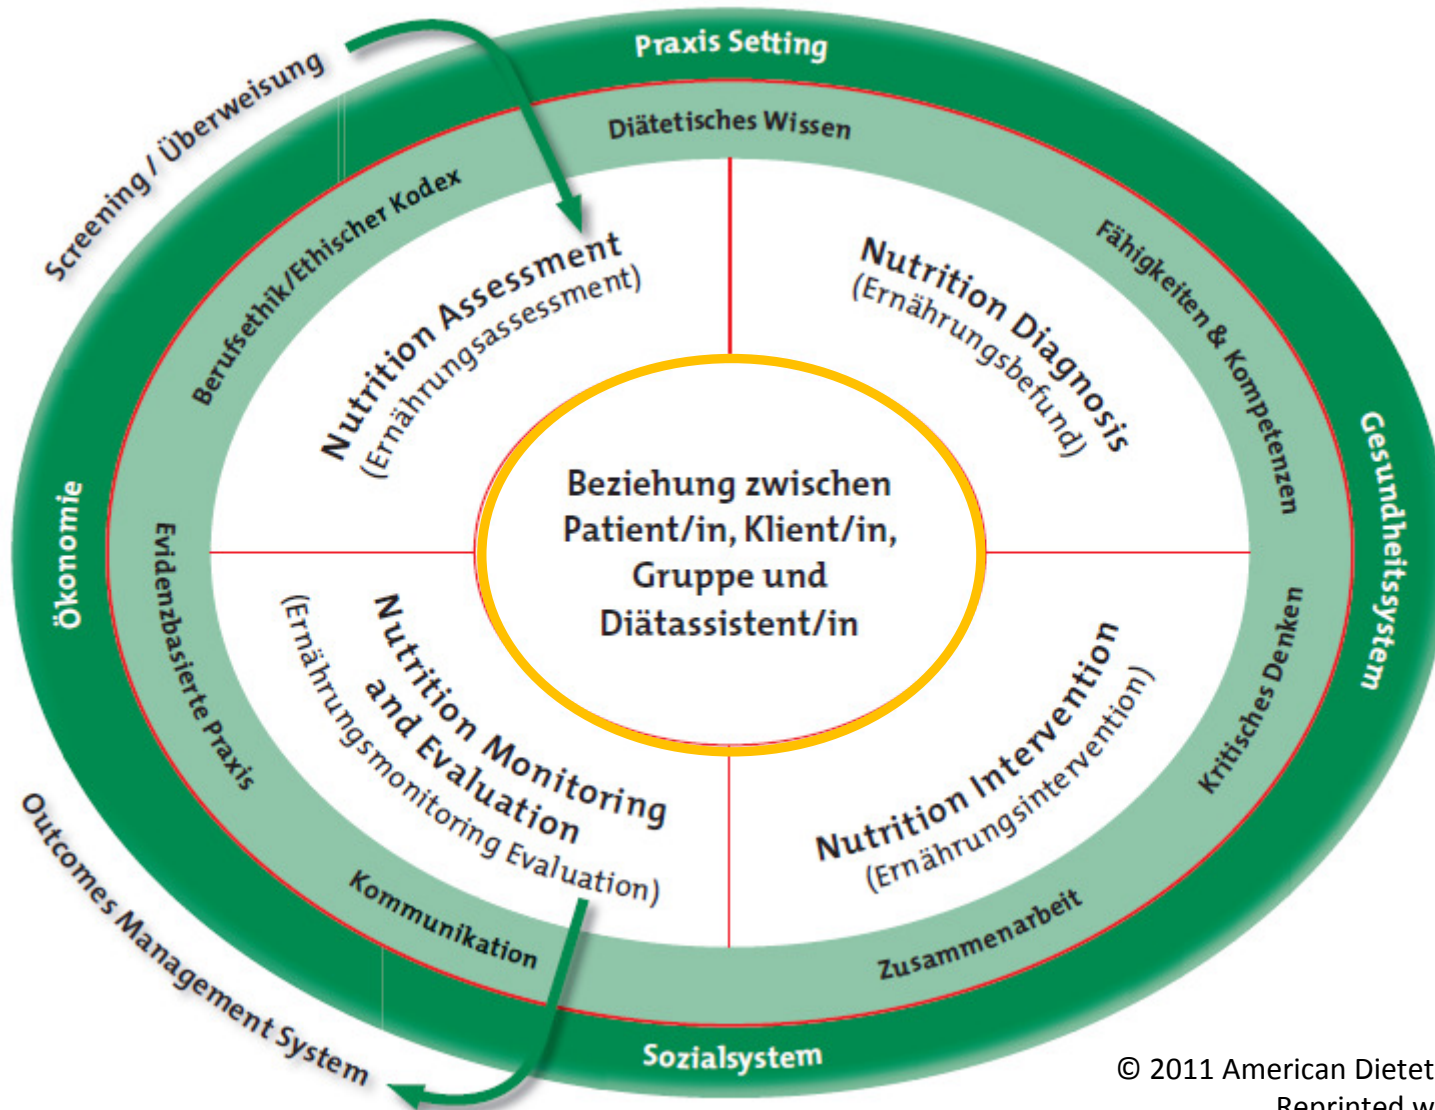 Praxis Setting
Screening / Überweisung
Diätetisches Wissen
Berufsethik/Ethischer Kodex
Fähigkeiten & Kompetenzen
Nutrition Assessment
(Ernährungsassessment)
Nutrition Diagnosis
(Ernährungsbefund)
Gesundheitssystem
Ökonomie
Beziehung zwischen
Patient/in, Klient/in,
Gruppe und
Diätassistent/in
Evidenzbasierte Praxis
Nutrition Monitoring
and Evaluation
(Ernährungsmonitoring Evaluation)
Nutrition Intervention
(Ernährungsintervention)
Kritisches Denken
Kommunikation
Zusammenarbeit
Outcomes Management System
Sozialsystem
© 2011 American Dietet
Reprinted w